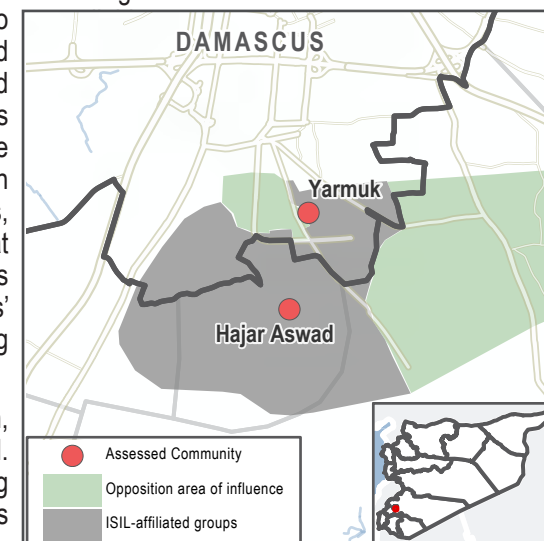 DAMASCUS
Yarmuk
Hajar Aswad
Assessed Community
Opposition area of influence
ISIL-affiliated groups